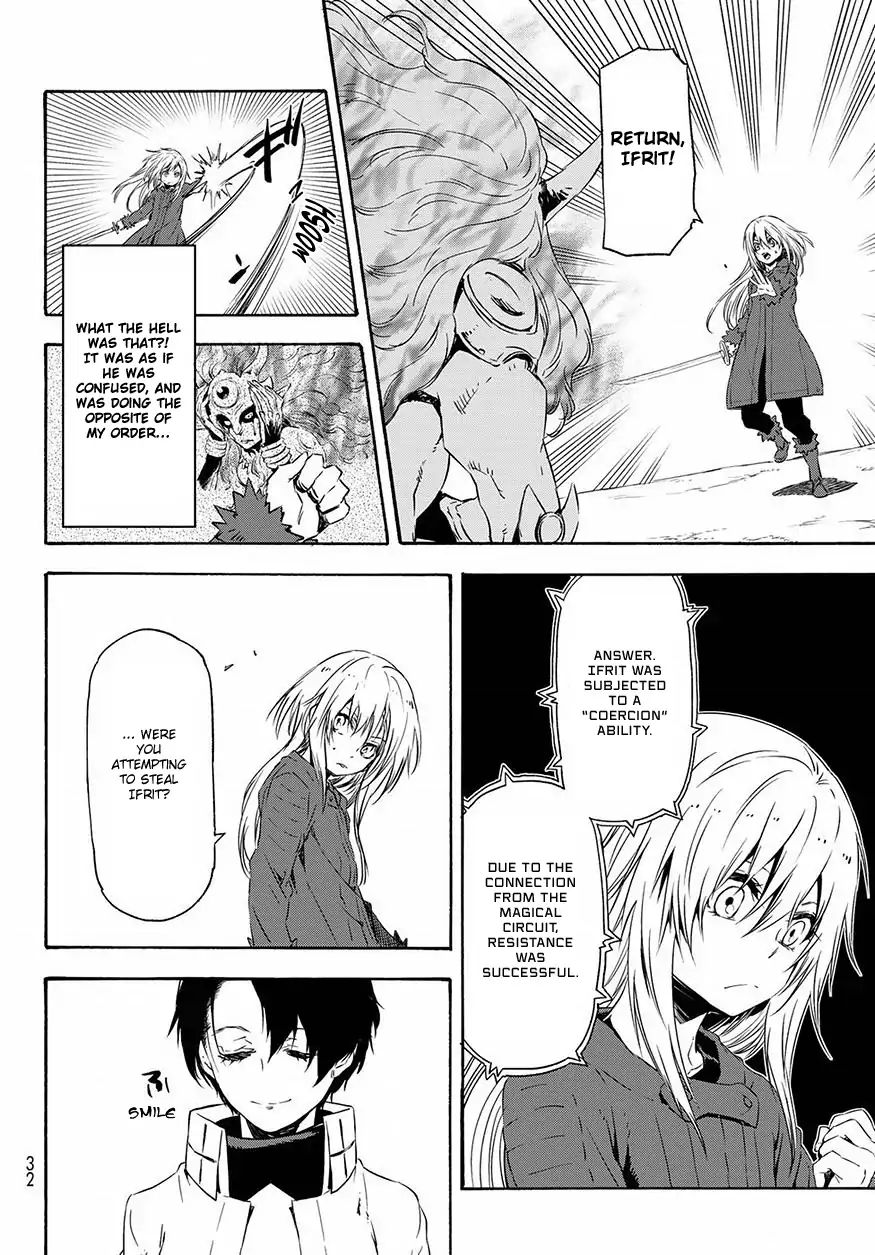 RETURN,
IFRIT!
ギ
WOOSH
WHAT THE HELL
WAS THAT?!
IT WAS AS IF
HE WAS
CONFUSED, AND
WAS DOING THE
OPPOSITE OF
MY ORDER...
ANSWER.
IFRIT WAS
SUBJECTED
TO A
"COERCION"
ABILITY.
DUE TO THE
CONNECTION
FROM THE
MAGICAL
CIRCUIT,
RESISTANCE
WAS
SUCCESSFUL.
... WERE
YOU
ATTEMPTING
TO STEAL
IFRIT?
ふ
SMILE
32